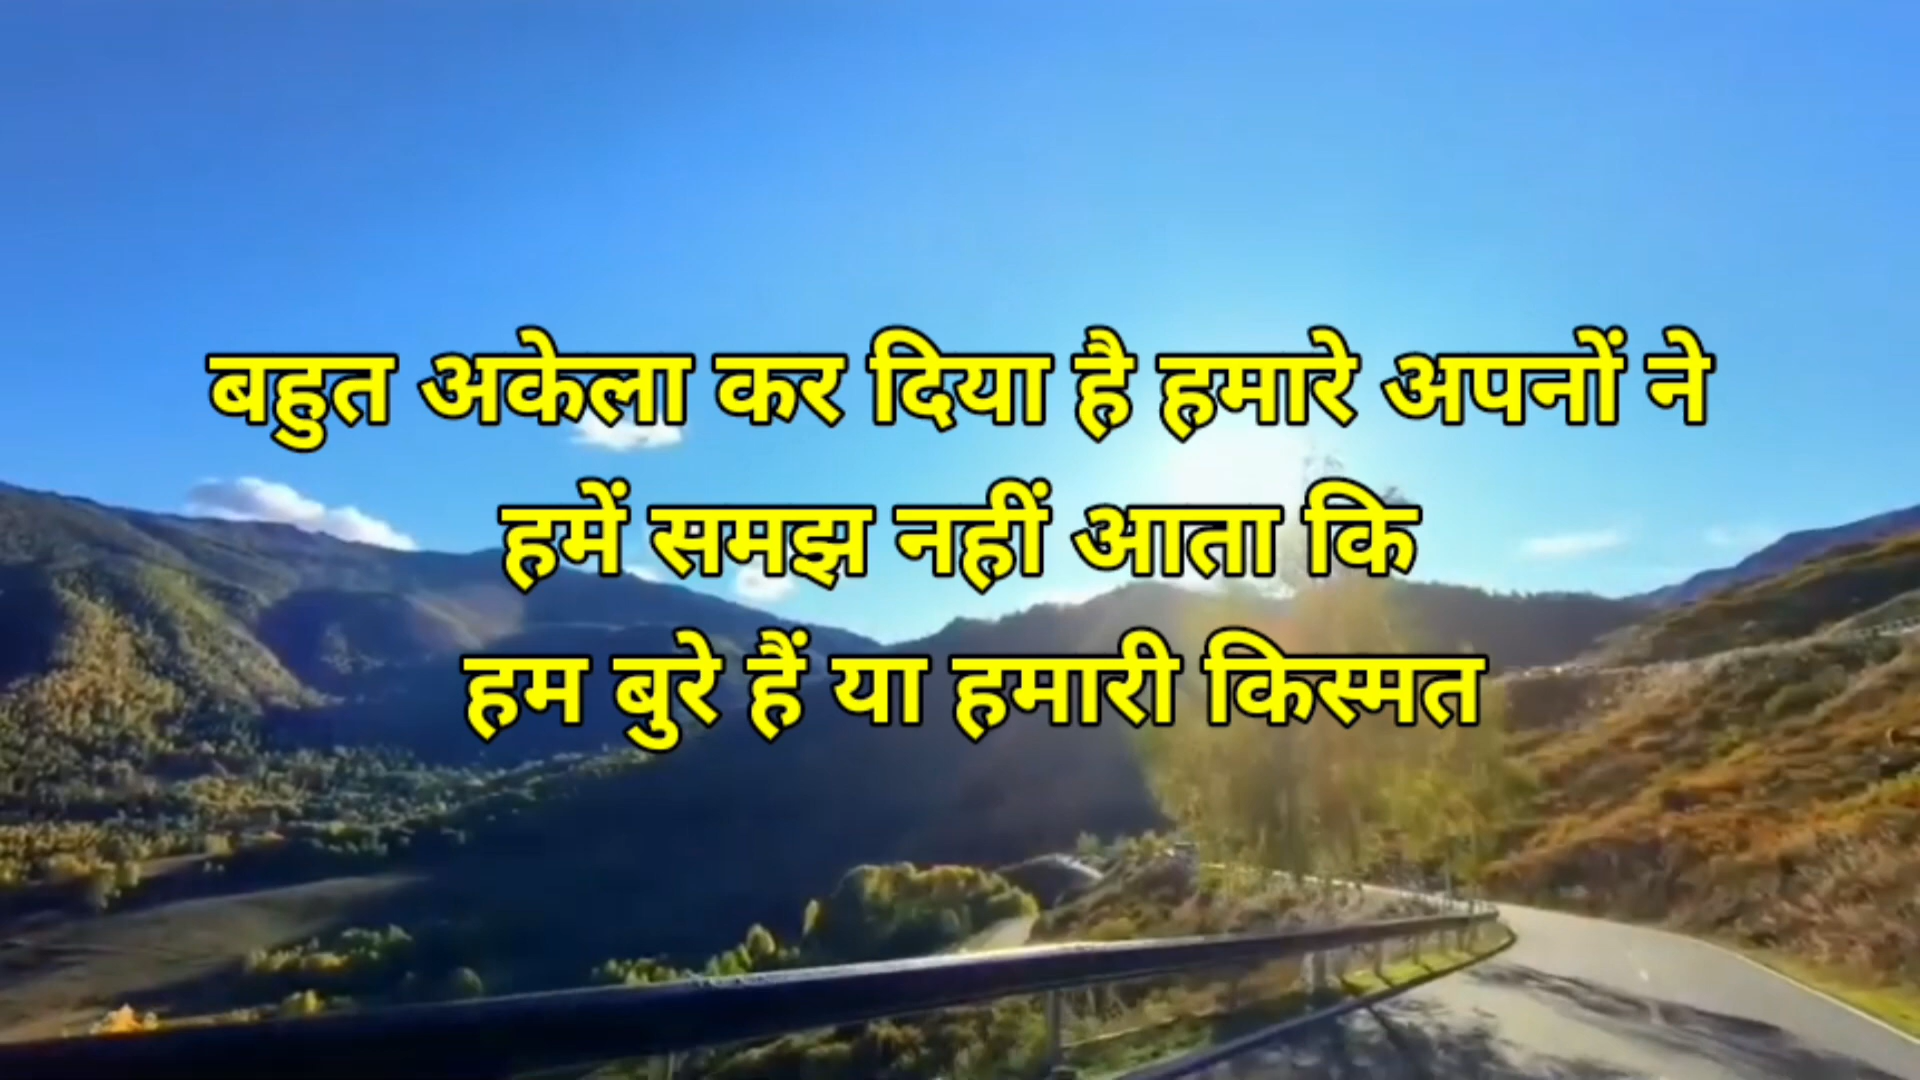 बहुत अकेला कर दिया है हमारे अपनों ने
हमें समझ नहीं आता कि
हम बुरे हैं या हमारी किस्मत